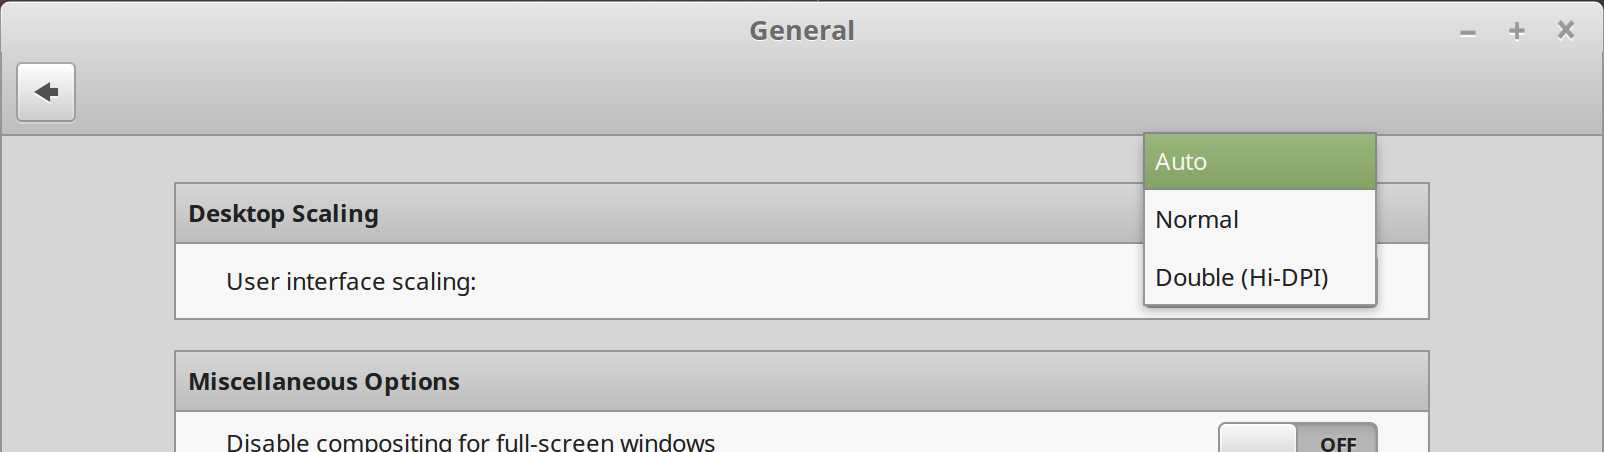 General
Auto
Desktop Scaling
Normal
User interface scaling:
Double (Hi-DPI)
Miscellaneous Options
Disable compositing for full-screen windows
OFF